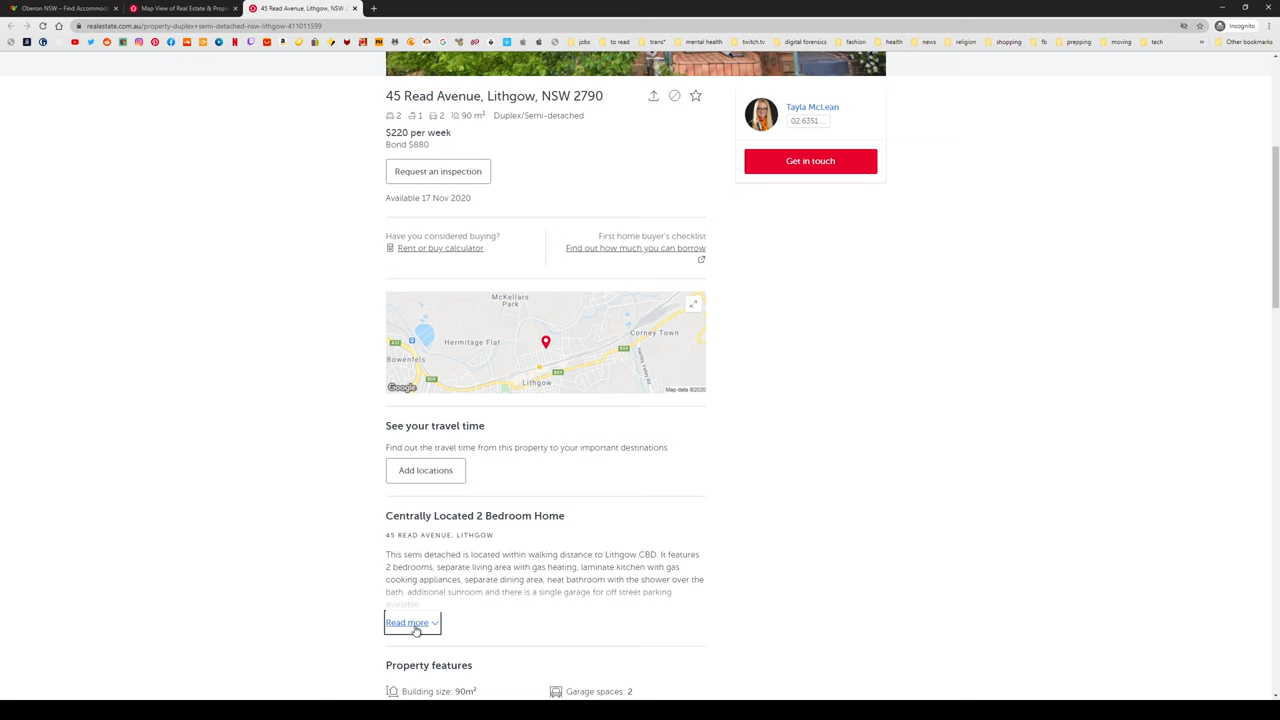 Oberon NSW – Find Accommod
Map View of Real Estate & Prop
45 Read Avenue, Lithgow, NSW 2
realestate.com.au/property-duplex+semi-detached-nsw-lithgow-411011599
Incognito
jobs
to read
trans*
mental health
twitch.tv
digital forensics
fashion
health
news
religion
shopping
fb
prepping
moving
tech
»
Other bookmarks
45 Read Avenue, Lithgow, NSW 2790
2 1 2 90 m² Duplex/Semi-detached
$220 per week
Bond $880
Request an inspection
Available 17 Nov 2020
Tayla McLean
02 6351 ...
Get in touch
Have you considered buying?
Rent or buy calculator
First home buyer's checklist
Find out how much you can borrow
McKellars
Park
Corney Town
Hermitage Flat
Bowenfels
Lithgow
Google
Map data ©2020
See your travel time
Find out the travel time from this property to your important destinations
Add locations
Centrally Located 2 Bedroom Home
45 READ AVENUE, LITHGOW
This semi detached is located within walking distance to Lithgow CBD. It features
2 bedrooms, separate living area with gas heating, laminate kitchen with gas
cooking appliances, separate dining area, neat bathroom with the shower over the
bath, additional sunroom and there is a single garage for off street parking
available
Read more
Property features
Building size: 90m²
Garage spaces: 2